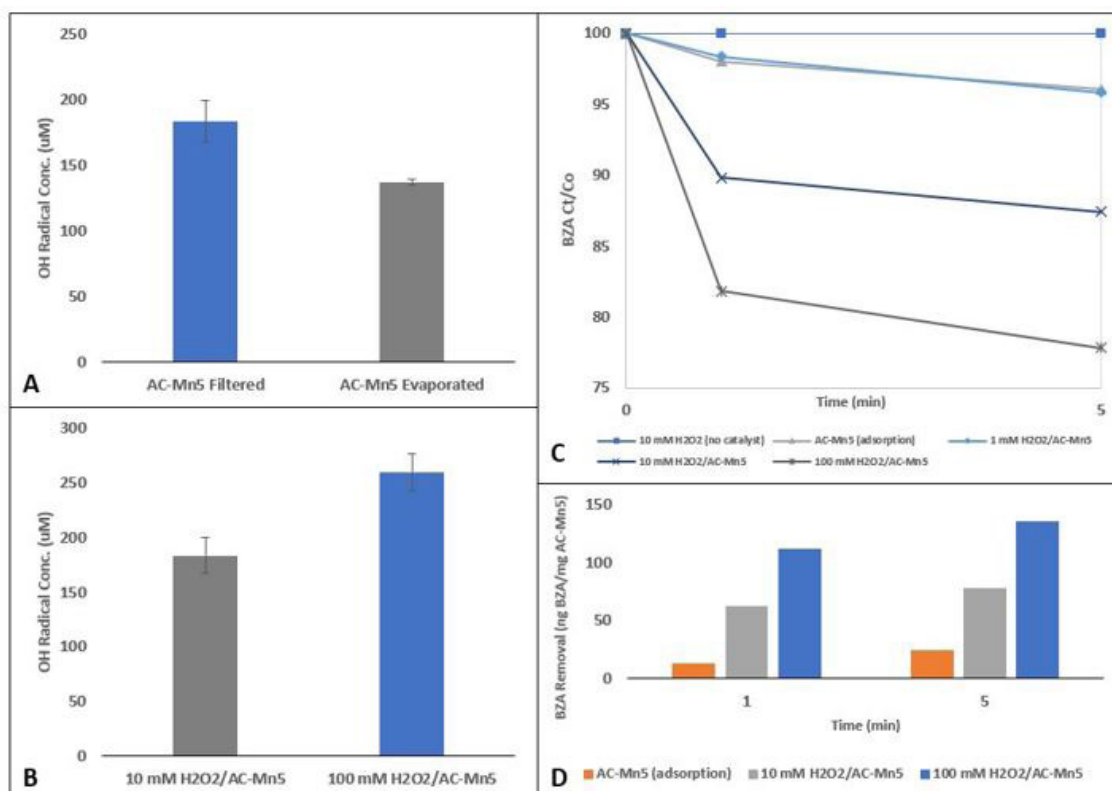 250
200
150
100
50
0
OH Radical Conc. (uM)
AC-Mn5 Filtered AC-Mn5 Evaporated
A
300
250
200
150
100
50
0
OH Radical Conc. (uM)
10 mM H2O2/AC-Mn5 100 mM H2O2/AC-Mn5
B
100
95
90
85
80
75
BZA Ct/Co
0 Time (min) 5
10 mM H2O2 (no catalyst) AC-Mn5 (adsorption) 1 mM H2O2/AC-Mn5
10 mM H2O2/AC-Mn5 100 mM H2O2/AC-Mn5
C
150
100
50
0
BZA Removal (ng BZA/mg AC-Mn5)
1 5
Time (min)
AC-Mn5 (adsorption) 10 mM H2O2/AC-Mn5 100 mM H2O2/AC-Mn5
D